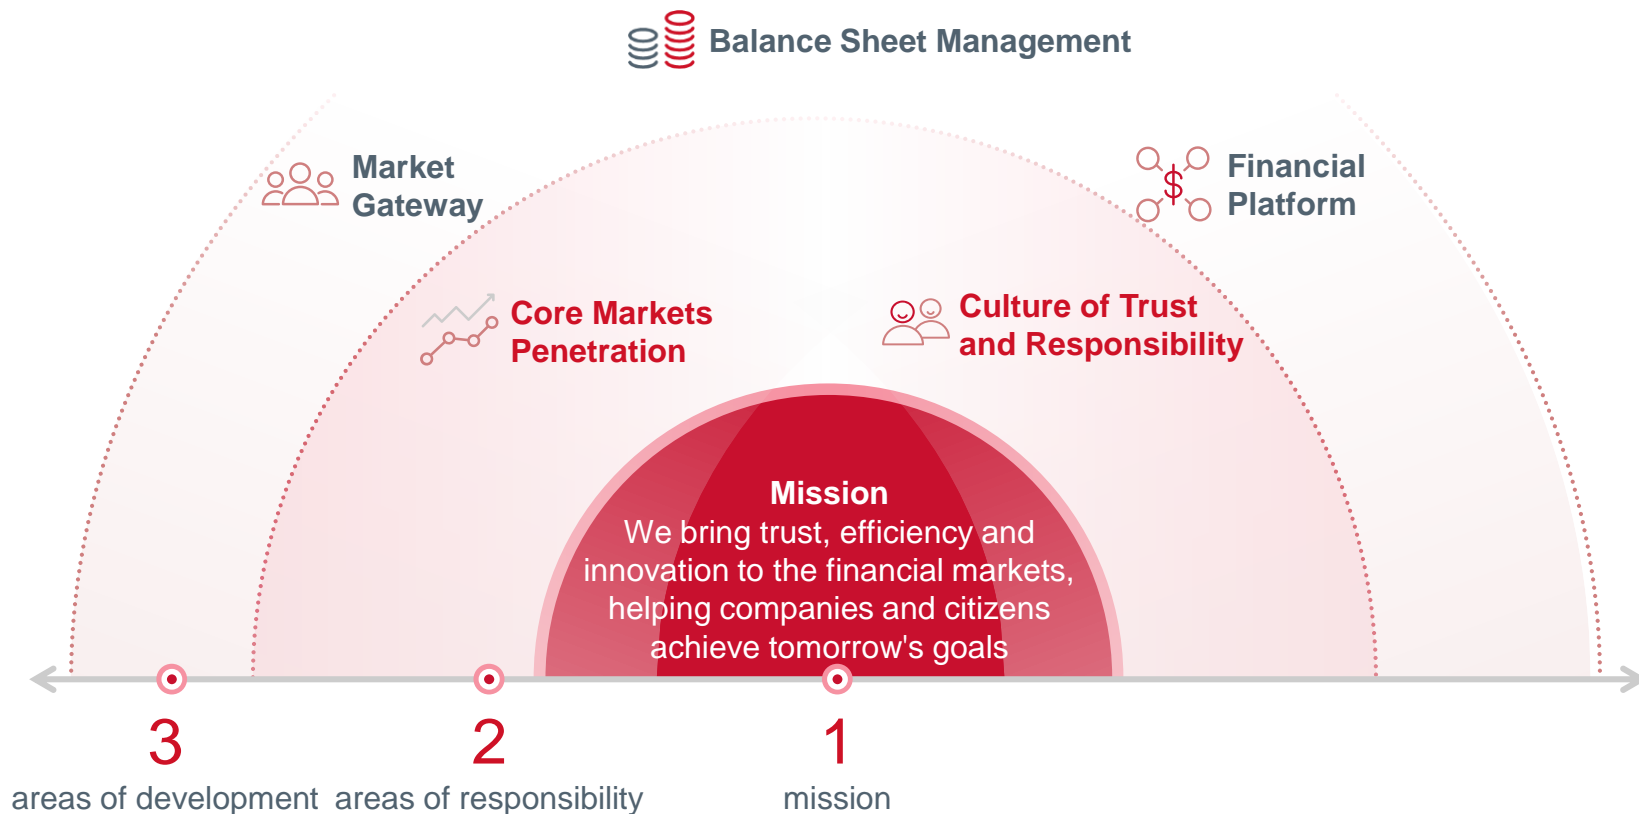 Balance Sheet Management
Market
Gateway
Financial
Platform
Core Markets
Penetration
Culture of Trust
and Responsibility
Mission
We bring trust, efficiency and
innovation to the financial markets,
helping companies and citizens
achieve tomorrow's goals
3
areas of development
2
areas of responsibility
1
mission